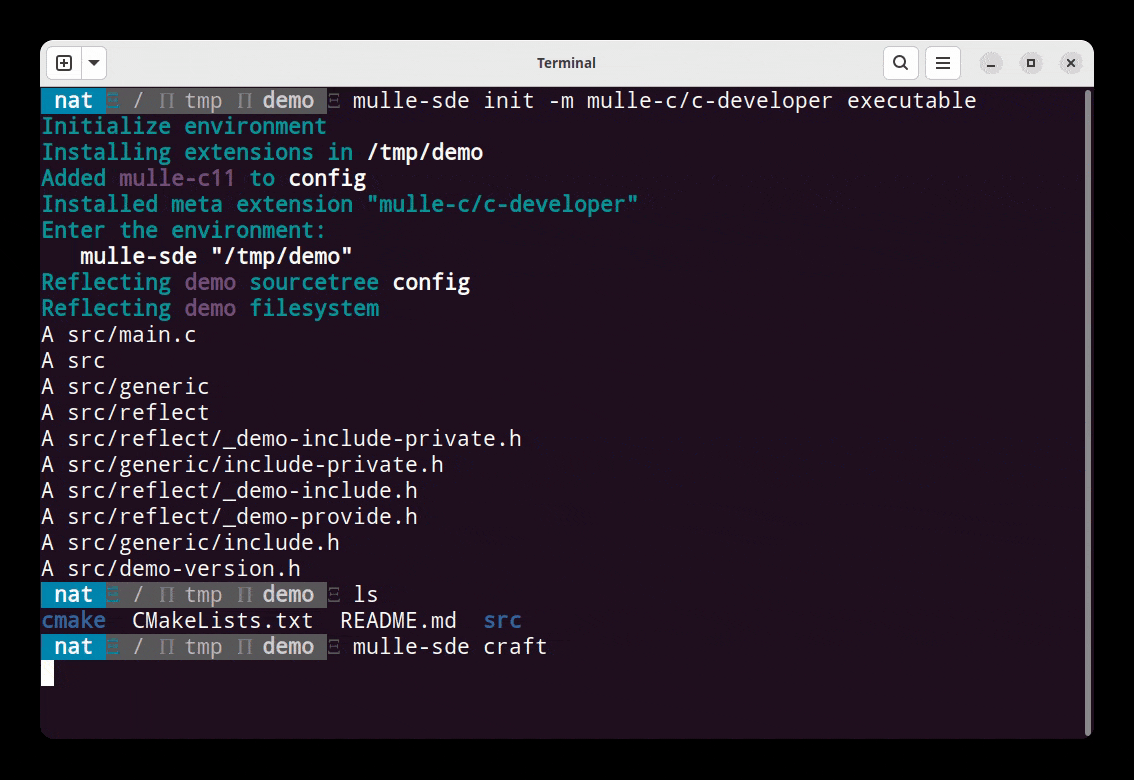 Terminal
nat Ξ / Π tmp Π demo Ξ mulle-sde init -m mulle-c/c-developer executable
Initialize environment
Installing extensions in /tmp/demo
Added mulle-c11 to config
Installed meta extension "mulle-c/c-developer"
Enter the environment:
mulle-sde "/tmp/demo"
Reflecting demo sourcetree config
Reflecting demo filesystem
A src/main.c
A src
A src/generic
A src/reflect
A src/reflect/_demo-include-private.h
A src/generic/include-private.h
A src/reflect/_demo-include.h
A src/reflect/_demo-provide.h
A src/generic/include.h
A src/demo-version.h
nat Ξ / Π tmp Π demo Ξ ls
cmake CMakeLists.txt README.md src
nat Ξ / Π tmp Π demo Ξ mulle-sde craft